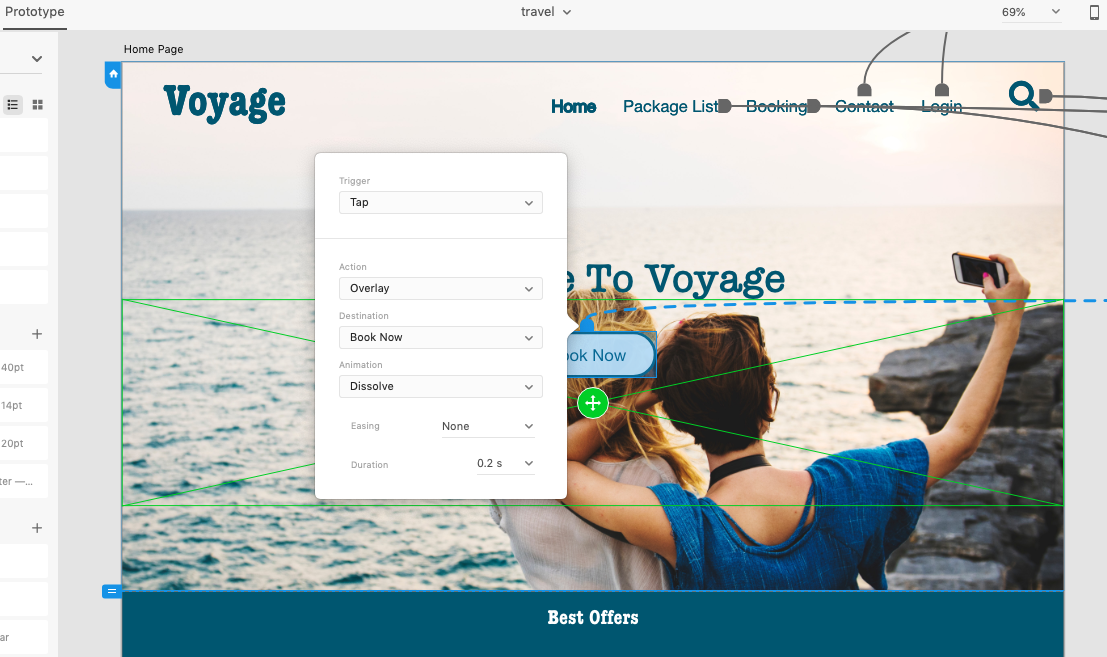 Prototype
travel
69%
Home Page
Voyage
Home
Package List
Booking
Contact
Login
Trigger
Tap
Action
Overlay
Destination
Book Now
Animation
Dissolve
Easing
None
Duration
0.2 s
e To Voyage
ook Now
40pt
14pt
20pt
ter —...
ar
Best Offers